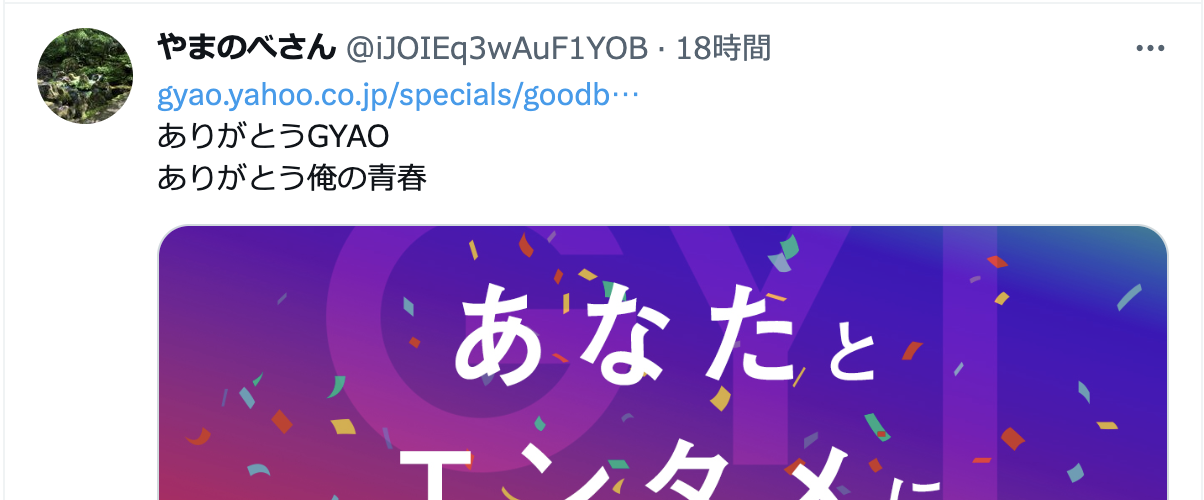 やまのべさん @iJOIEq3wAuF1YOB · 18時間
gyao.yahoo.co.jp/specials/goodb…
ありがとうGYAO
ありがとう俺の青春
GY
あなたと
エンタメに